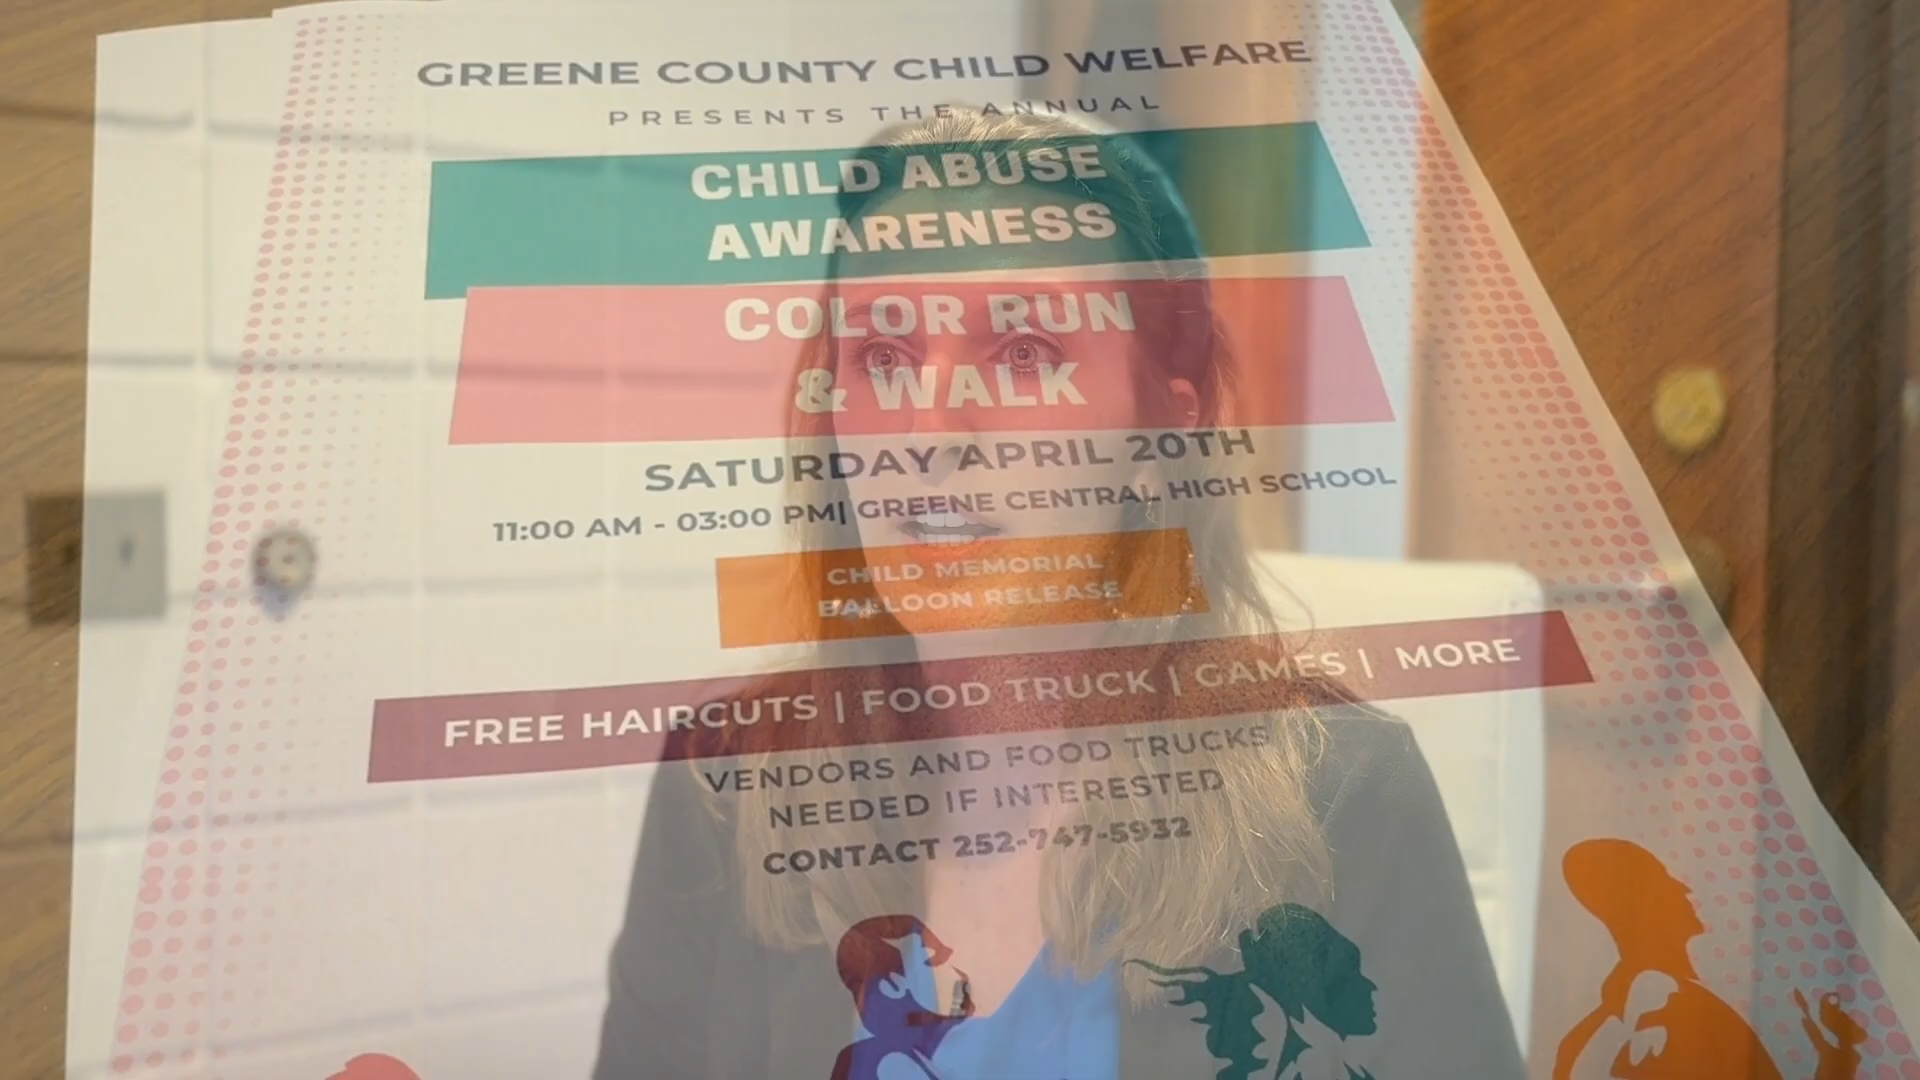 GREENE COUNTY CHILD WELFARE
PRESENTS THE ANNUAL
CHILD ABUSE
AWARENESS
COLOR RUN
& WALK
SATURDAY APRIL 20TH
11:00 AM - 03:00 PM| GREENE CENTRAL HIGH SCHOOL
CHILD MEMORIAL
BALLOON RELEASE
FREE HAIRCUTS | FOOD TRUCK | GAMES | MORE
VENDORS AND FOOD TRUCKS
NEEDED IF INTERESTED
CONTACT 252-747-5932